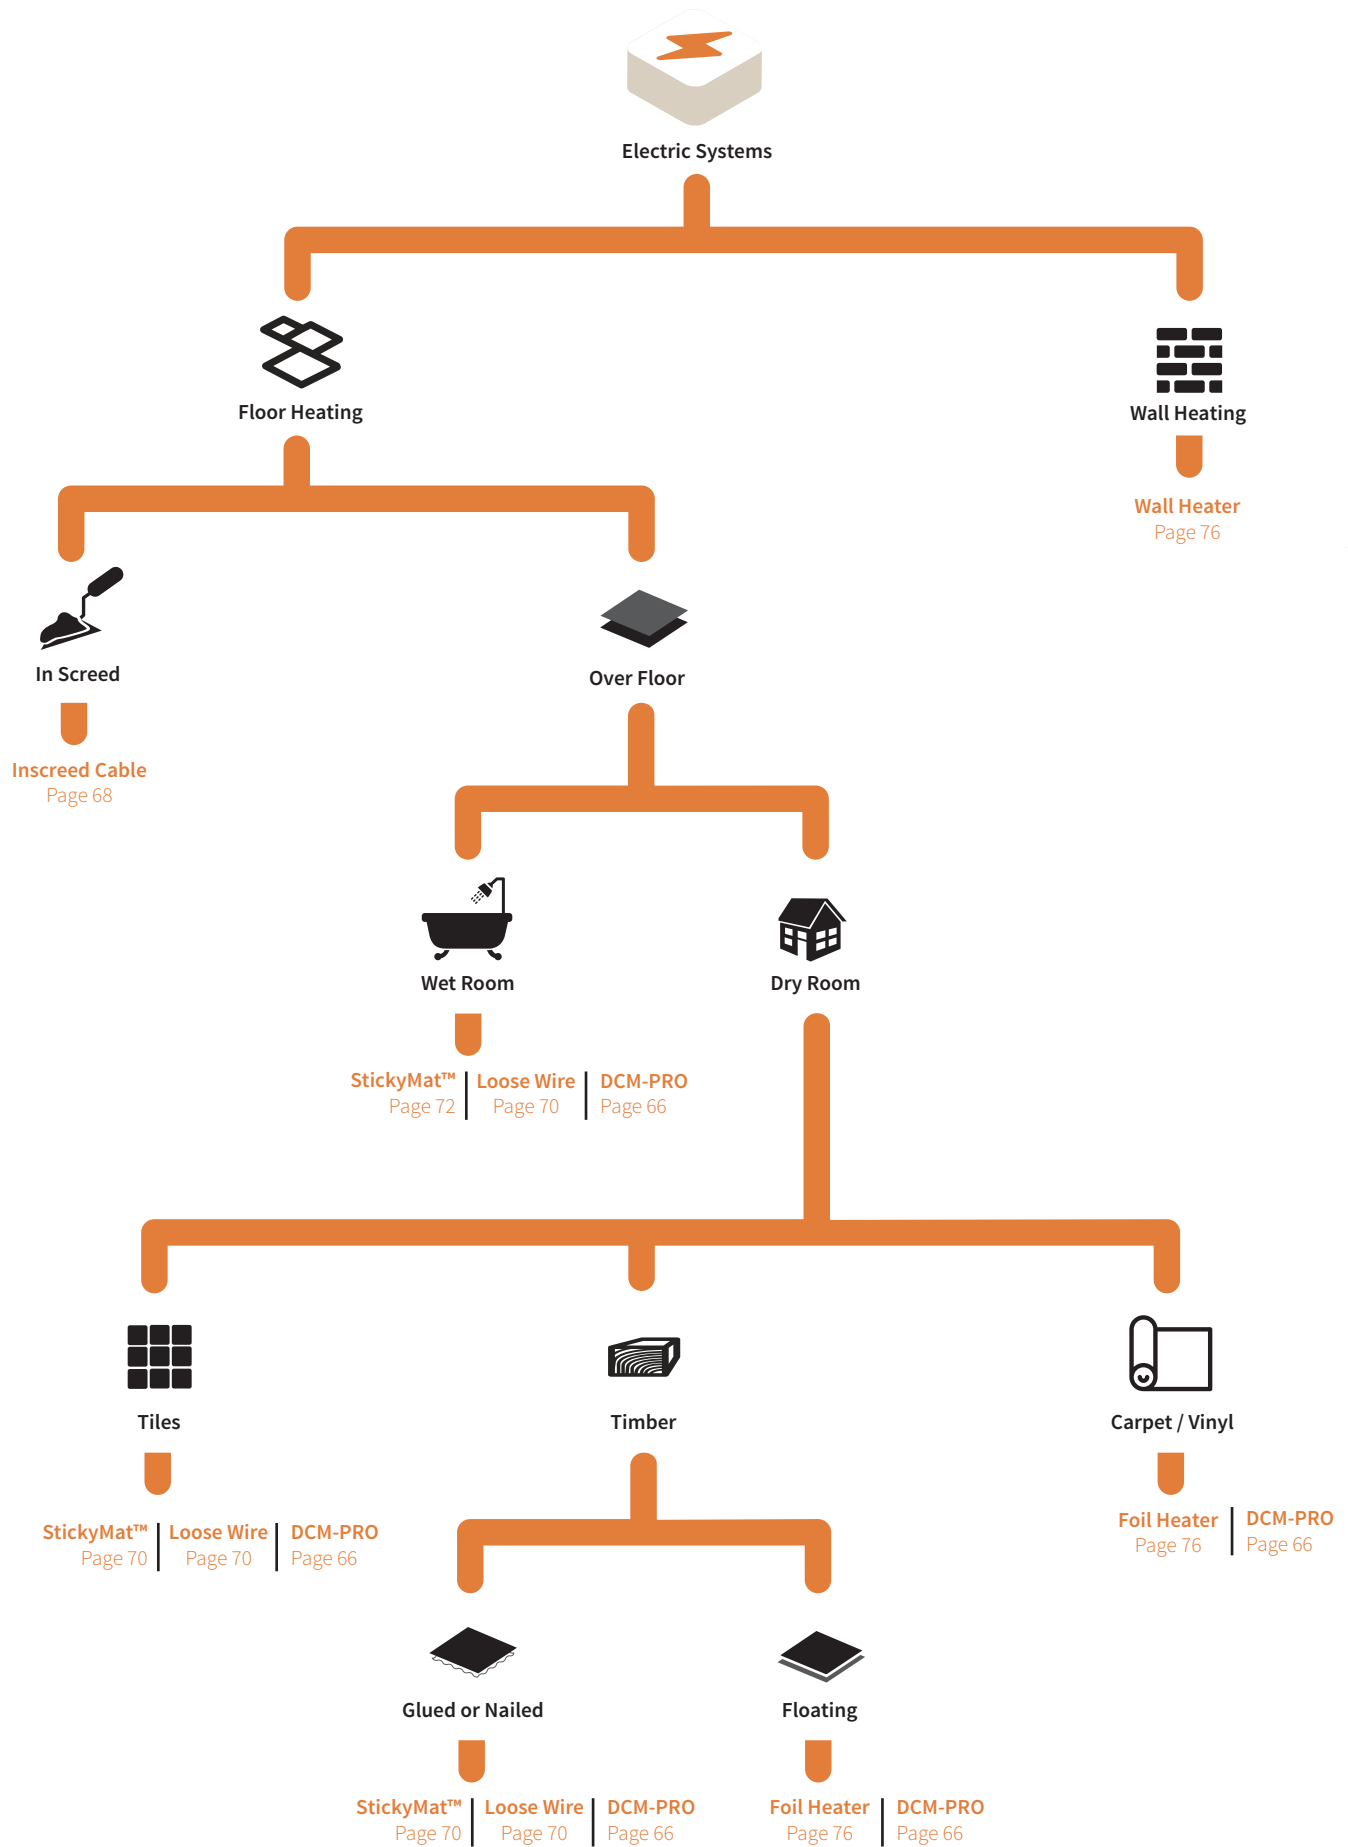 Electric Systems
Floor Heating
Wall Heating
Wall Heater
Page 76
In Screed
Over Floor
Inscreed Cable
Page 68
Wet Room
Dry Room
StickyMat™ Loose Wire DCM-PRO
Page 72 Page 70 Page 66
Tiles
Timber
Carpet / Vinyl
StickyMat™ Loose Wire DCM-PRO
Page 70 Page 70 Page 66
Foil Heater DCM-PRO
Page 76 Page 66
Glued or Nailed
Floating
StickyMat™ Loose Wire DCM-PRO
Page 70 Page 70 Page 66
Foil Heater DCM-PRO
Page 76 Page 66